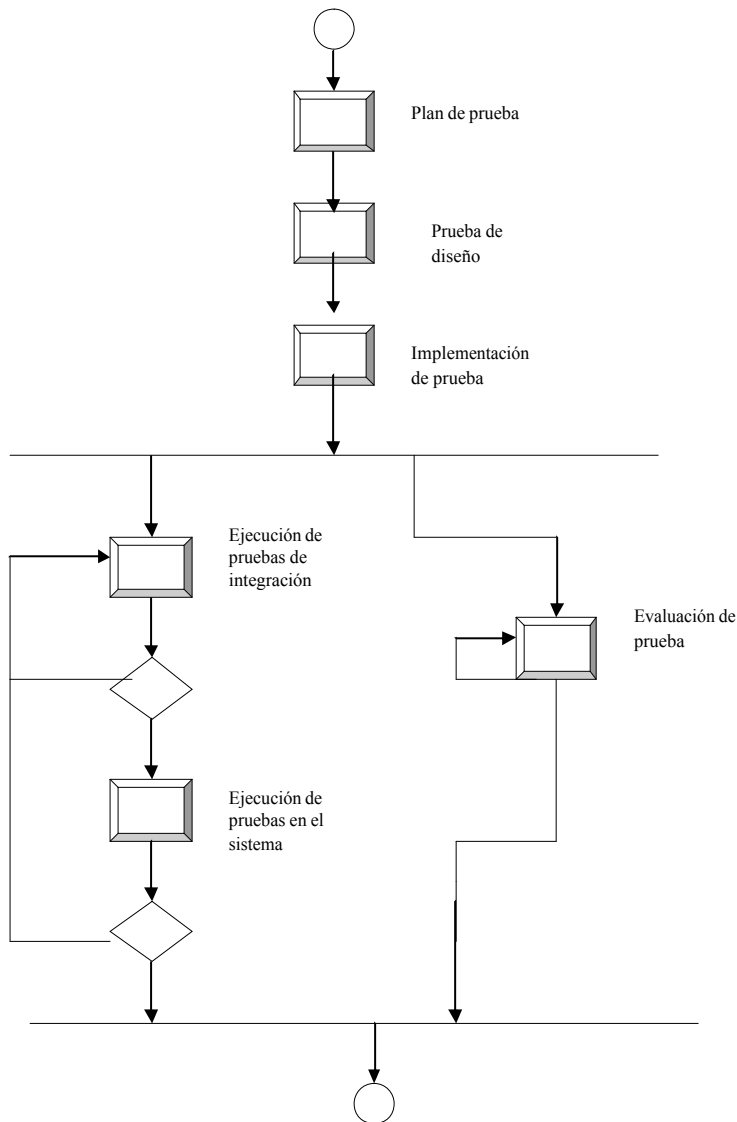 Plan de prueba
Prueba de
diseño
Implementación
de prueba
Ejecución de
pruebas de
integración
Evaluación de
prueba
Ejecución de
pruebas en el
sistema